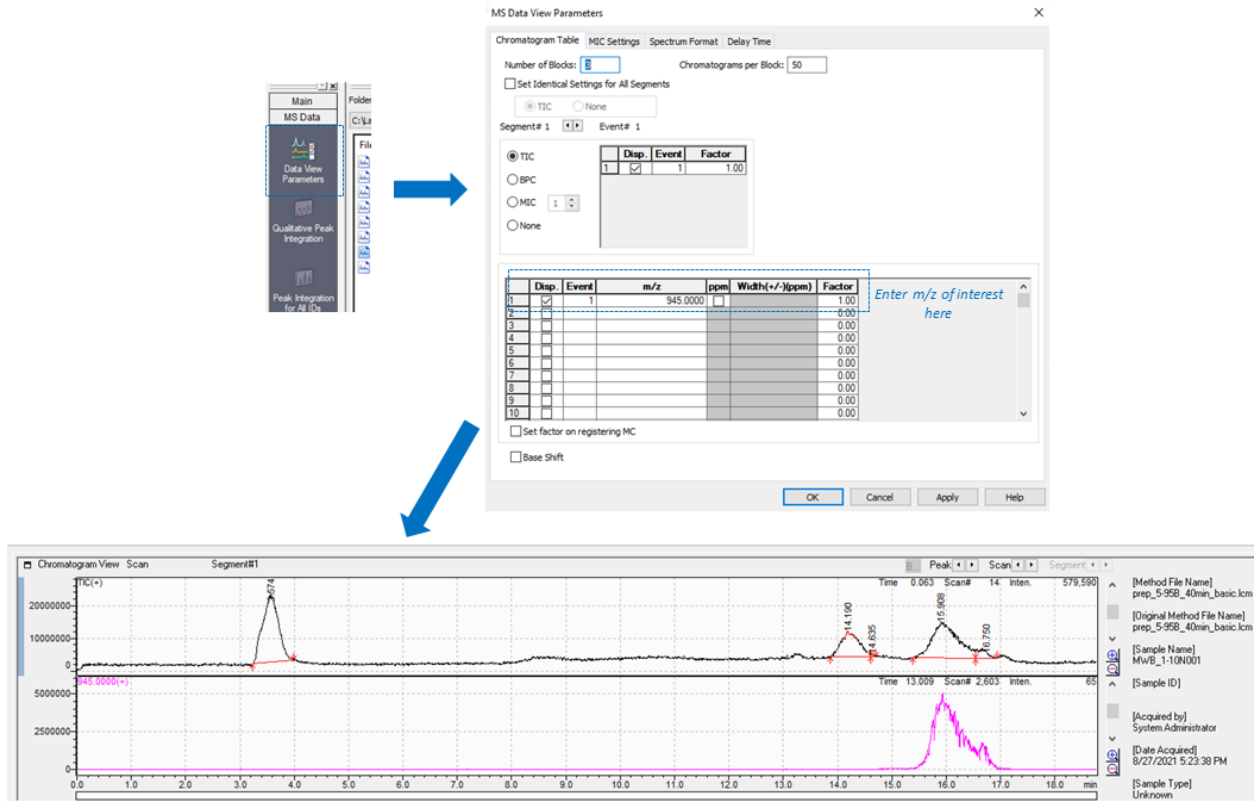 MS Data View Parameters
Chromatogram Table MIC Settings Spectrum Format Delay Time
Number of Blocks: 3 Chromatograms per Block: 50
Set Identical Settings for All Segments
TIC None
Segment# 1 Event# 1
TIC
BPC
MIC 1
None
Disp. Event Factor
1 1 1.00
Disp. Event m/z ppm Width(+/-)(ppm) Factor
1 1 945.0000 1.00
2 0.00
3 0.00
4 0.00
5 0.00
6 0.00
7 0.00
8 0.00
9 0.00
10 0.00
Enter m/z of interest
here
Set factor on registering MC
Base Shift
OK Cancel Apply Help
Main
MS Data
Data View
Parameters
Qualitative Peak
Integration
Peak Integration
for All IDs
Folder
Chromatogram View Scan Segment#1 Peak Scan Segment
TIC(+) Time 0.063 Scan# 14 Inten. 579,590
20000000
10000000
0
574
14.190
14.635
15.908
16.750
945.0000(+) Time 13.009 Scan# 2,603 Inten. 65
5000000
2500000
0
0.0 1.0 2.0 3.0 4.0 5.0 6.0 7.0 8.0 9.0 10.0 11.0 12.0 13.0 14.0 15.0 16.0 17.0 18.0 min
[Method File Name]
prep_5-95B_40min_basic.lcm
[Original Method File Name]
prep_5-95B_40min_basic.lcm
[Sample Name]
MWB_1-10N001
[Sample ID]
[Acquired by]
System Administrator
[Date Acquired]
8/27/2021 5:23:38 PM
[Sample Type]
Unknown